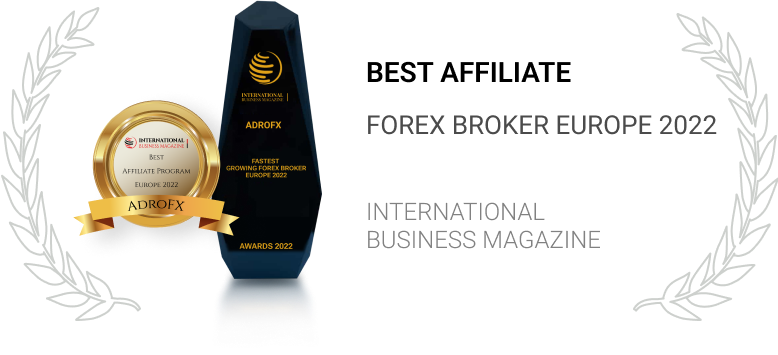 INTERNATIONAL
BUSINESS MAGAZINE
BEST
AFFILIATE PROGRAM
EUROPE 2022
ADROFX
INTERNATIONAL
BUSINESS MAGAZINE
ADROFX
FASTEST
GROWING FOREX BROKER
EUROPE 2022
AWARDS 2022
BEST AFFILIATE
FOREX BROKER EUROPE 2022
INTERNATIONAL
BUSINESS MAGAZINE